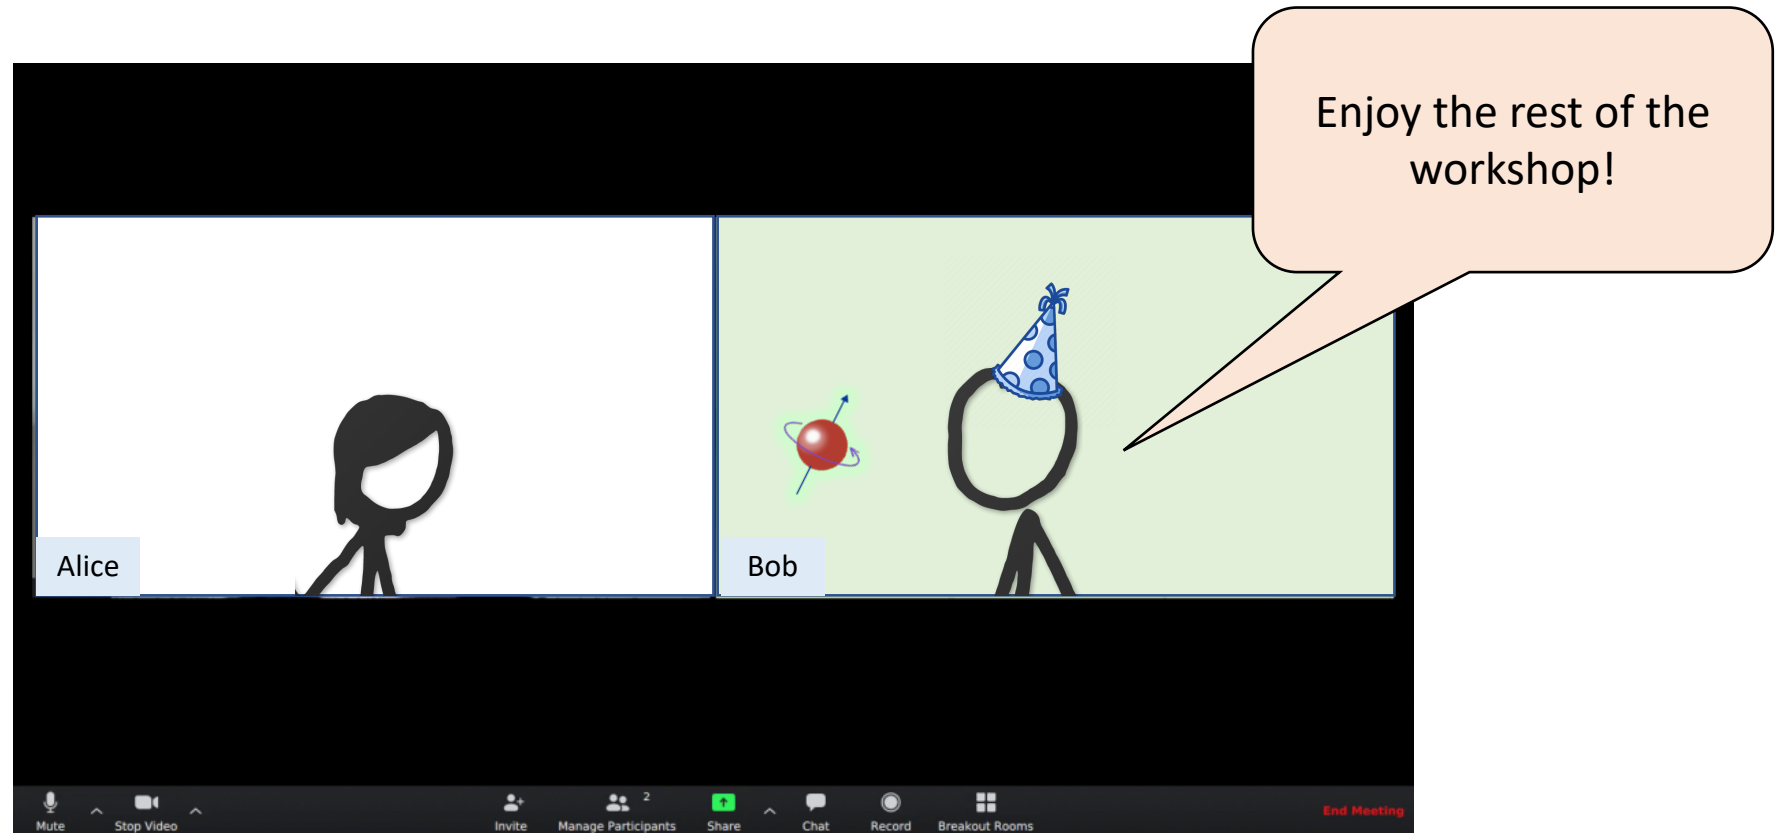 Enjoy the rest of the
workshop!
Alice
Bob
Mute
Stop Video
Invite
Manage Participants
2
Share
Chat
Record
Breakout Rooms
End Meeting